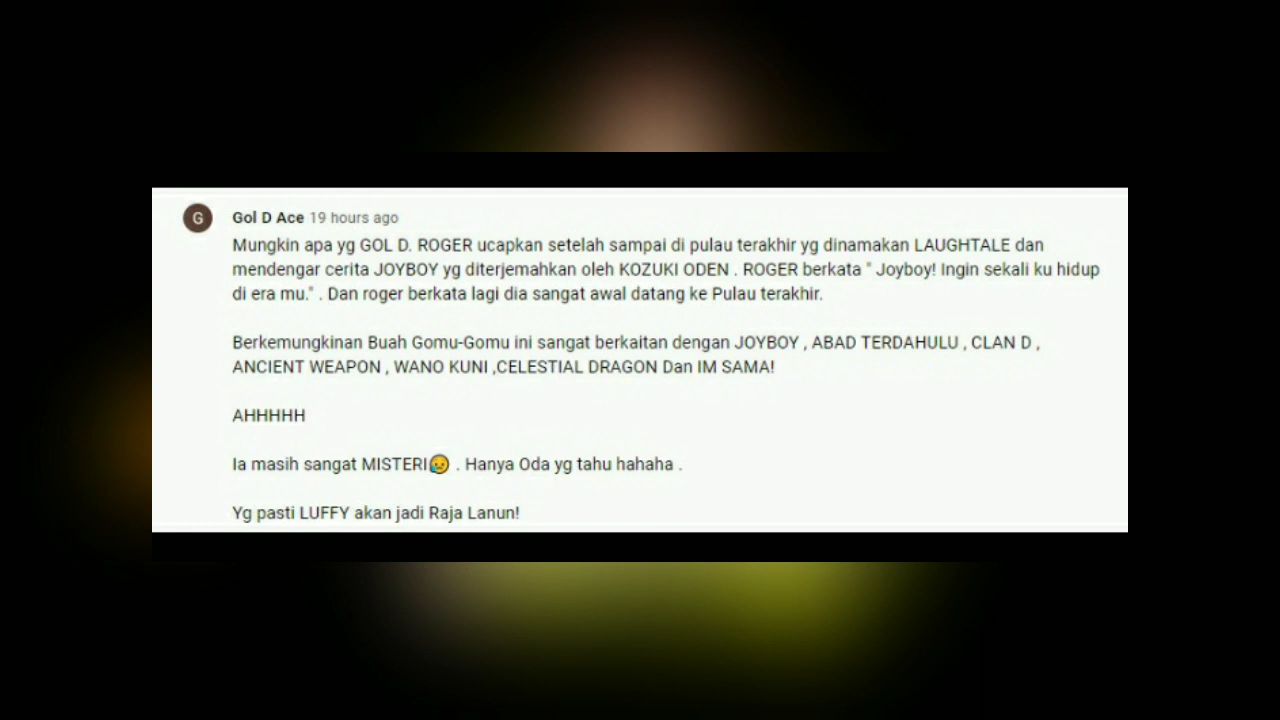 G
Gol D Ace 19 hours ago
Mungkin apa yg GOL D. ROGER ucapkan setelah sampai di pulau terakhir yg dinamakan LAUGHTALE dan
mendengar cerita JOYBOY yg diterjemahkan oleh KOZUKI ODEN . ROGER berkata " Joyboy! Ingin sekali ku hidup
di era mu." . Dan roger berkata lagi dia sangat awal datang ke Pulau terakhir.
Berkemungkinan Buah Gomu-Gomu ini sangat berkaitan dengan JOYBOY , ABAD TERDAHULU , CLAN D ,
ANCIENT WEAPON , WANO KUNI ,CELESTIAL DRAGON Dan IM SAMA!
AHHHHH
Ia masih sangat MISTERI😥 . Hanya Oda yg tahu hahaha .
Yg pasti LUFFY akan jadi Raja Lanun!